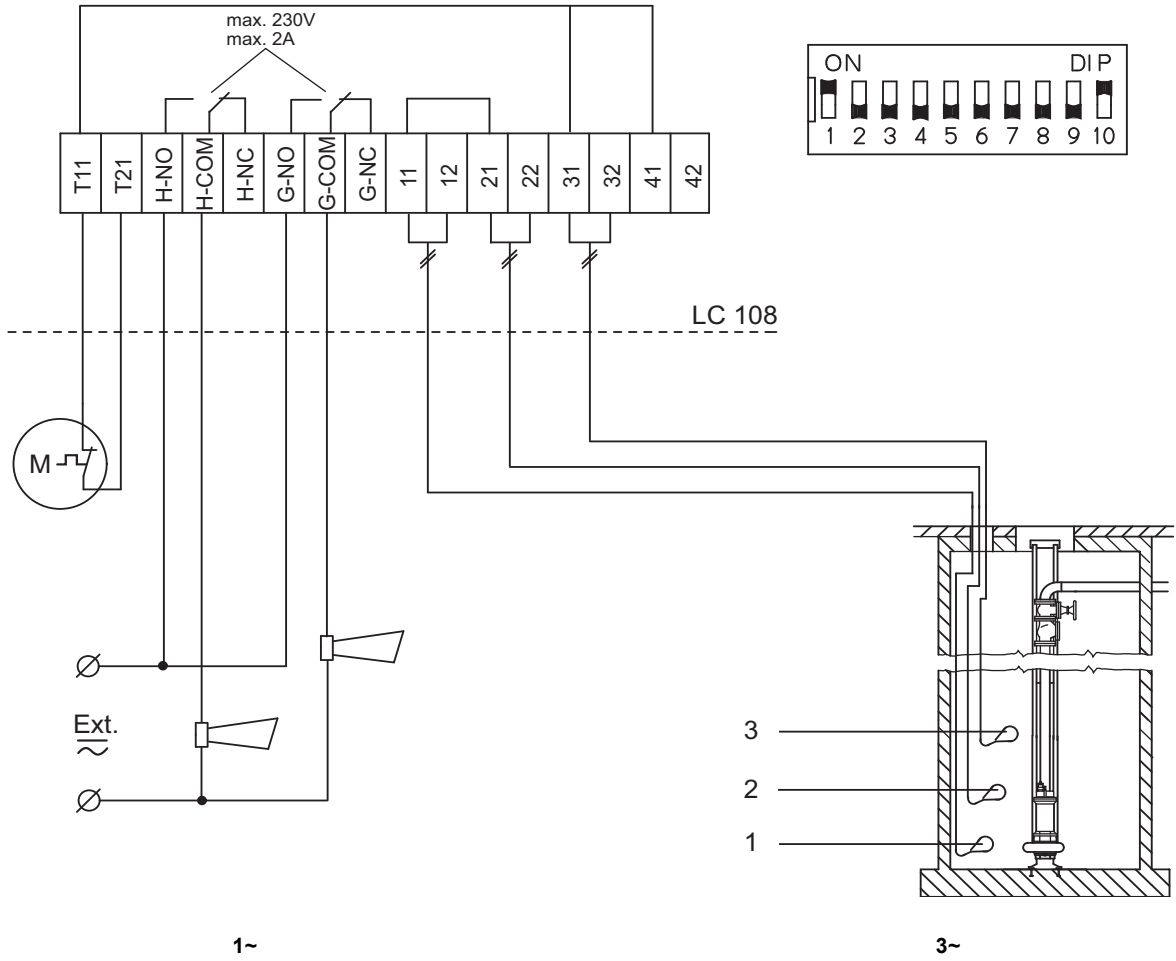 max. 230V
max. 2A
ON DIP
1 2 3 4 5 6 7 8 9 10
T11 T21 H-NO H-COM H-NC G-NO G-COM G-NC 11 12 21 22 31 32 41 42
LC 108
M
Ext.
3
2
1
1~
3~